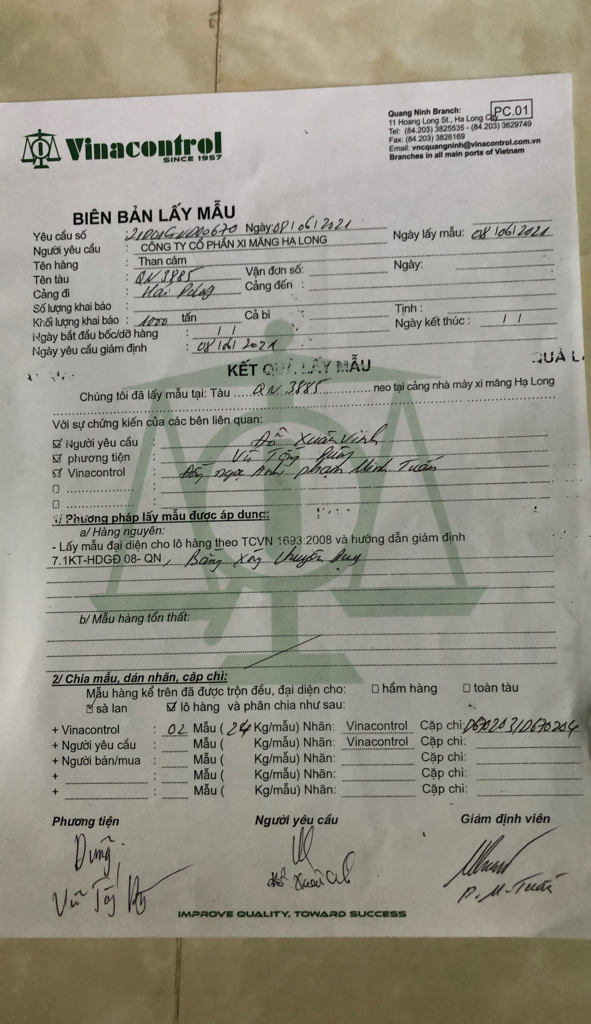 Vinacontrol
SINCE 1957
PC.01
Quang Ninh Branch:
11 Hoang Long St., Ha Long City
Tel: (84.203) 3825535 - (84.203) 3629749
Fax: (84.203) 3826169
Email: vncquangninh@vinacontrol.com.vn
Branches in all main ports of Vietnam
BIÊN BẢN LẤY MẪU
Yêu cầu số : Ngày 08/06/2021 Ngày lấy mẫu: 08/06/2021
Người yêu cầu : CÔNG TY CỔ PHẦN XI MĂNG HẠ LONG
Tên hàng : Than cám
Tên tàu : QN 3885 Vận đơn số: Ngày:
Cảng đi : Hải Phòng Cảng đến :
Số lượng khai báo :
Khối lượng khai báo : 1000 tấn Cả bì Tịnh :
Ngày bắt đầu bốc/dỡ hàng : / / Ngày kết thúc : / /
Ngày yêu cầu giám định : 08/6/2021
KẾT QUẢ LẤY MẪU
QUẢ L
Chúng tôi đã lấy mẫu tại: Tàu QN 3885 neo tại cảng nhà máy xi măng Hạ Long
Với sự chứng kiến của các bên liên quan:
☑ Người yêu cầu : Đỗ Xuân Vinh
☑ phương tiện : Vũ
☑ Vinacontrol : Ngọc Anh Phạm Minh Tuấn
☐ :
☐ :
1/ Phương pháp lấy mẫu được áp dụng:
a/ Hàng nguyên:
- Lấy mẫu đại diện cho lô hàng theo TCVN 1693:2008 và hướng dẫn giám định
7.1KT-HDGĐ 08- QN, Bằng
b/ Mẫu hàng tổn thất:
2/ Chia mẫu, dán nhãn, cặp chì:
Mẫu hàng kể trên đã được trộn đều, đại diện cho: ☐ hầm hàng ☐ toàn tàu
☑ sà lan ☑ lô hàng và phân chia như sau:
+ Vinacontrol : 02 Mẫu ( 24 Kg/mẫu) Nhãn: Vinacontrol Cặp chì: D670203/D670204
+ Người yêu cầu : Mẫu ( Kg/mẫu) Nhãn: Vinacontrol Cặp chì:
+ Người bán/mua : Mẫu ( Kg/mẫu) Nhãn: Cặp chì:
+ : Mẫu ( Kg/mẫu) Nhãn: Cặp chì:
+ : Mẫu ( Kg/mẫu) Nhãn: Cặp chì:
Phương tiện Người yêu cầu Giám định viên
Dũng
Vũ
P. M. Tuấn
IMPROVE QUALITY, TOWARD SUCCESS